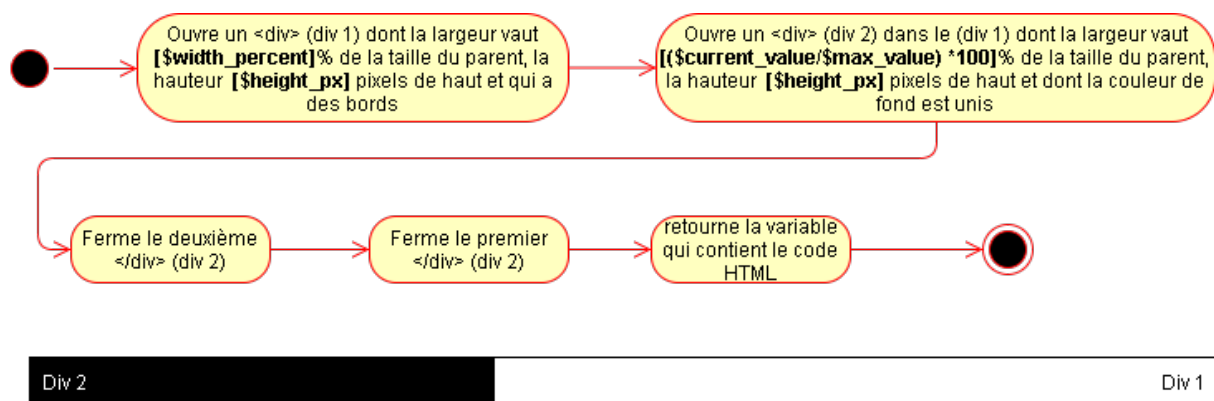 Ouvre un <div> (div 1) dont la largeur vaut
[$width_percent]% de la taille du parent, la
hauteur [$height_px] pixels de haut et qui a
des bords
Ouvre un <div> (div 2) dans le (div 1) dont la largeur vaut
[($current_value/$max_value) *100]% de la taille du parent,
la hauteur [$height_px] pixels de haut et dont la couleur de
fond est unis
Ferme le deuxième
</div> (div 2)
Ferme le premier
</div> (div 2)
retourne la variable
qui contient le code
HTML
Div 2
Div 1